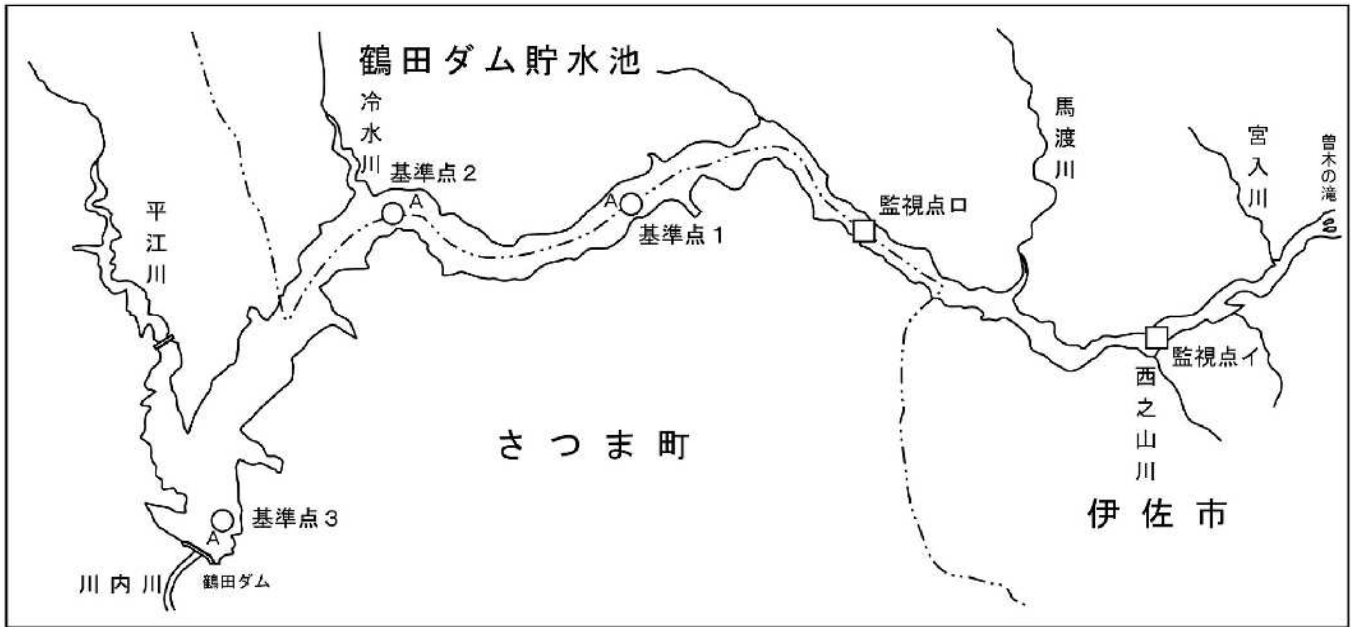 鶴田ダム貯水池
冷水川
基準点2
A
A
基準点1
平江川
監視点ロ
馬渡川
宮入川
曽木の滝
監視点イ
西之山川
さつま町
伊佐市
基準点3
A
川内川
鶴田ダム